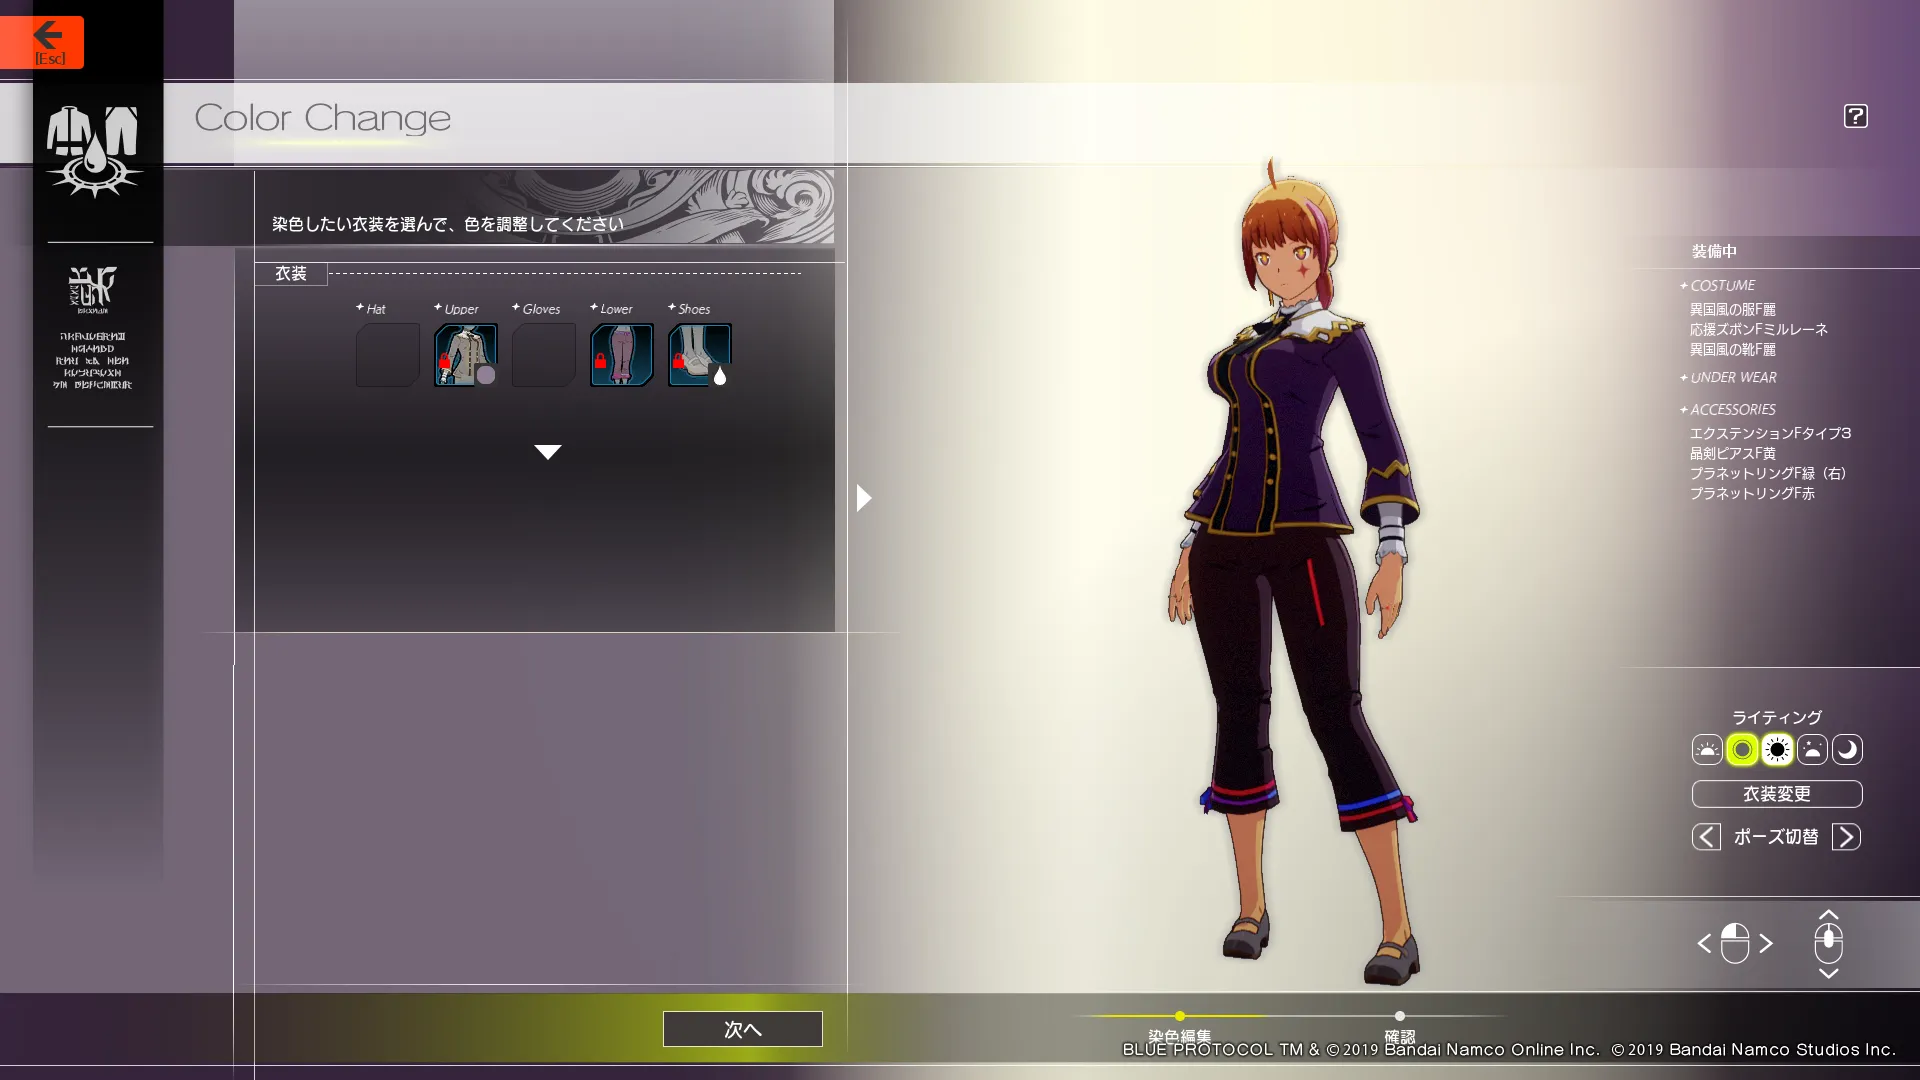 [Esc]
Color Change
?
染色したい衣装を選んで、色を調整してください
衣装
Hat
Upper
Gloves
Lower
Shoes
装備中
COSTUME
異国風の服F麗
応援ズボンFミルレーネ
異国風の靴F麗
UNDER WEAR
ACCESSORIES
エクステンションFタイプ3
晶剣ピアスF黄
プラネットリングF緑（右）
プラネットリングF赤
ライティング
衣装変更
ポーズ切替
次へ
染色編集
確認
BLUE PROTOCOL TM & ©2019 Bandai Namco Online Inc. ©2019 Bandai Namco Studios Inc.